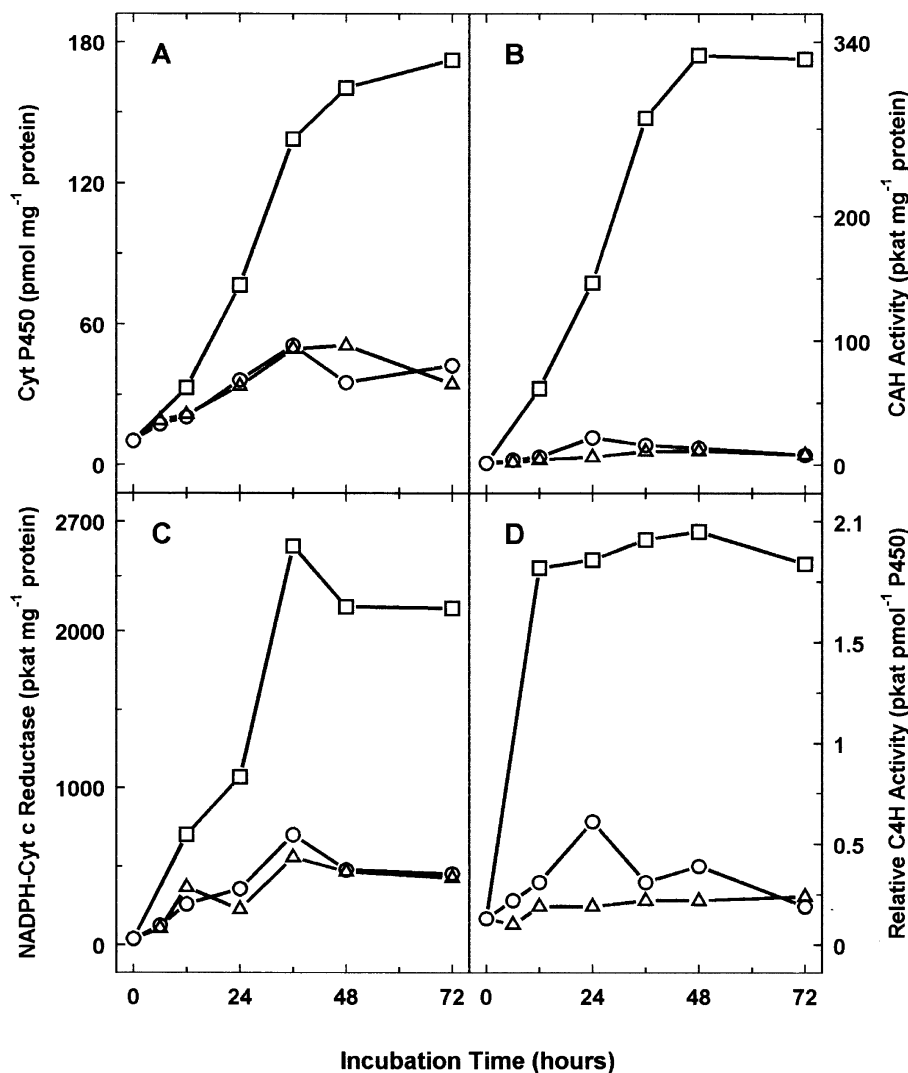 A
B
180
120
60
0
Cyt P450 (pmol mg⁻¹ protein)
340
200
100
0
CAH Activity (pkat mg⁻¹ protein)
C
D
2700
2000
1000
0
NADPH-Cyt c Reductase (pkat mg⁻¹ protein)
2.1
1.5
1
0.5
0
Relative C4H Activity (pkat pmol⁻¹ P450)
0 24 48 72
0 24 48 72
Incubation Time (hours)